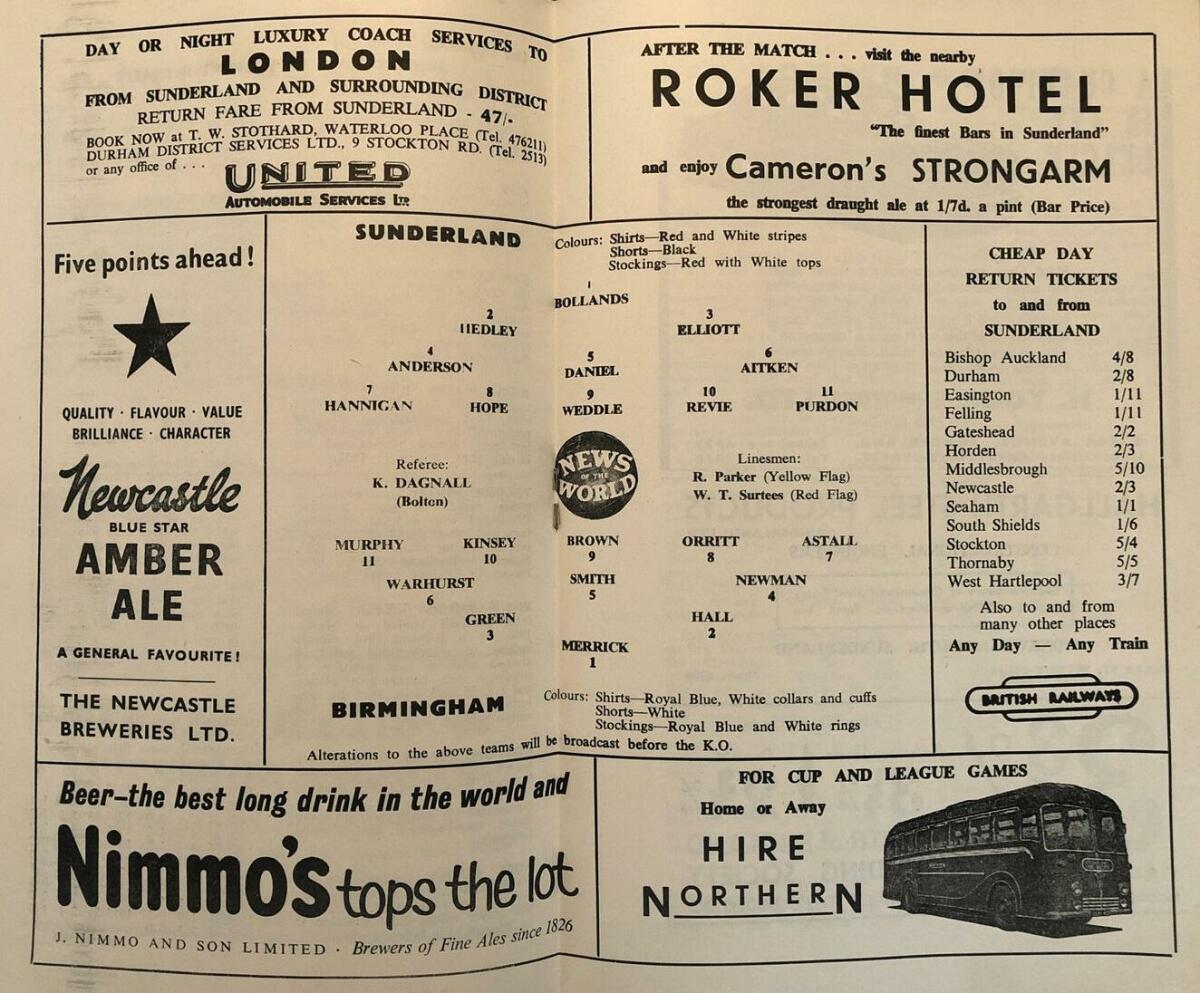 DAY OR NIGHT LUXURY COACH SERVICES TO
LONDON
FROM SUNDERLAND AND SURROUNDING DISTRICT
RETURN FARE FROM SUNDERLAND - 47/-
BOOK NOW at T. W. STOTHARD, WATERLOO PLACE (Tel. 476211)
DURHAM DISTRICT SERVICES LTD., 9 STOCKTON RD. (Tel. 2513)
or any office of . . .
UNITED
AUTOMOBILE SERVICES LTD.
AFTER THE MATCH . . . visit the nearby
ROKER HOTEL
"The finest Bars in Sunderland"
and enjoy Cameron's STRONGARM
the strongest draught ale at 1/7d. a pint (Bar Price)
Five points ahead!
QUALITY · FLAVOUR · VALUE
BRILLIANCE · CHARACTER
Newcastle
BLUE STAR
AMBER
ALE
A GENERAL FAVOURITE!
THE NEWCASTLE
BREWERIES LTD.
SUNDERLAND
Colours: Shirts—Red and White stripes
Shorts—Black
Stockings—Red with White tops
1
BOLLANDS
2 3
HEDLEY ELLIOTT
4 5 6
ANDERSON DANIEL AITKEN
7 8 9 10 11
HANNIGAN HOPE WEDDLE REVIE PURDON
Referee:
K. DAGNALL
(Bolton)
NEWS
OF THE
WORLD
Linesmen:
R. Parker (Yellow Flag)
W. T. Surtees (Red Flag)
MURPHY KINSEY BROWN ORRITT ASTALL
11 10 9 8 7
WARHURST SMITH NEWMAN
6 5 4
GREEN HALL
3 2
MERRICK
1
BIRMINGHAM
Colours: Shirts—Royal Blue, White collars and cuffs
Shorts—White
Stockings—Royal Blue and White rings
Alterations to the above teams will be broadcast before the K.O.
CHEAP DAY
RETURN TICKETS
to and from
SUNDERLAND
Bishop Auckland 4/8
Durham 2/8
Easington 1/11
Felling 1/11
Gateshead 2/2
Horden 2/3
Middlesbrough 5/10
Newcastle 2/3
Seaham 1/1
South Shields 1/6
Stockton 5/4
Thornaby 5/5
West Hartlepool 3/7
Also to and from
many other places
Any Day — Any Train
BRITISH RAILWAYS
Beer–the best long drink in the world and
Nimmo's tops the lot
J. NIMMO AND SON LIMITED · Brewers of Fine Ales since 1826
FOR CUP AND LEAGUE GAMES
Home or Away
HIRE
NORTHERN